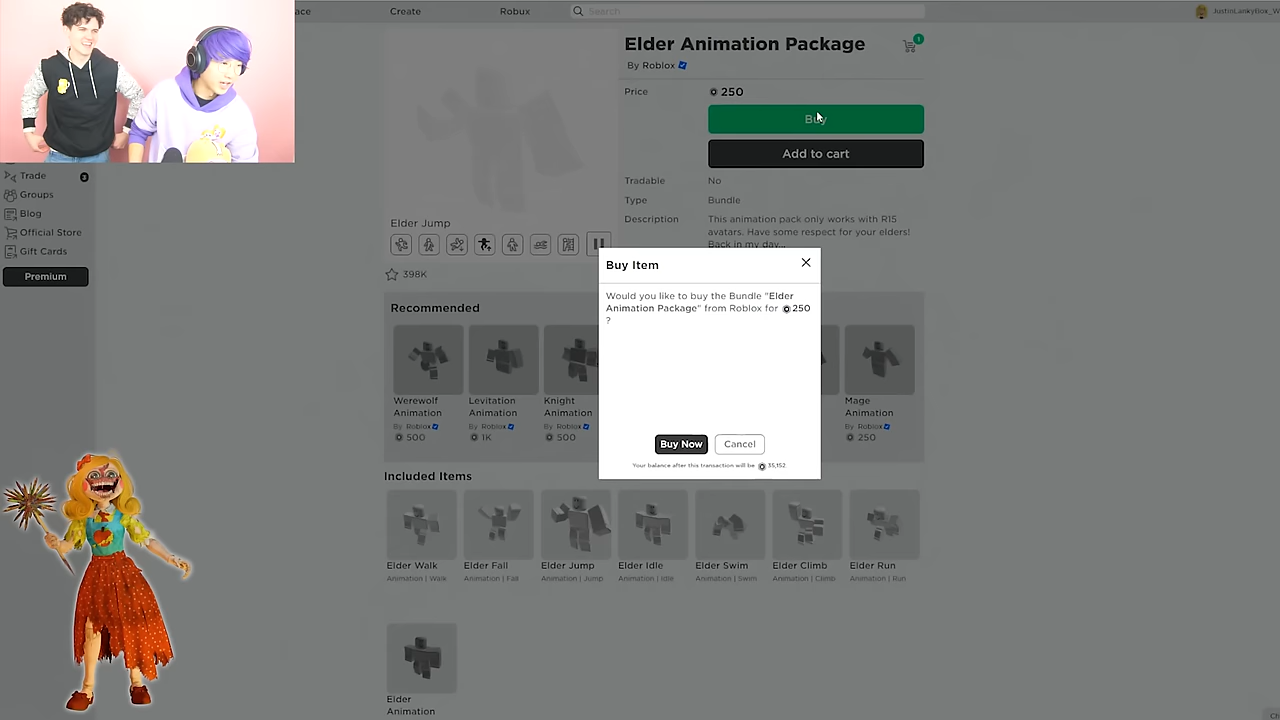 Create
Robux
Search
JustinLankyBox_W
Elder Animation Package
1
By Roblox
Price
250
Buy
Add to cart
Trade
3
Groups
Blog
Official Store
Gift Cards
Premium
Tradable
No
Type
Bundle
Description
This animation pack only works with R15
avatars. Have some respect for your elders!
Back in my day...
Elder Jump
398K
Buy Item
Would you like to buy the Bundle "Elder
Animation Package" from Roblox for 250
?
Buy Now
Cancel
Your balance after this transaction will be 35,152
Recommended
Werewolf
Animation
By Roblox
500
Levitation
Animation
By Roblox
1K
Knight
Animation
By Roblox
500
Mage
Animation
By Roblox
250
Included Items
Elder Walk
Animation | Walk
Elder Fall
Animation | Fall
Elder Jump
Animation | Jump
Elder Idle
Animation | Idle
Elder Swim
Animation | Swim
Elder Climb
Animation | Climb
Elder Run
Animation | Run
Elder
Animation